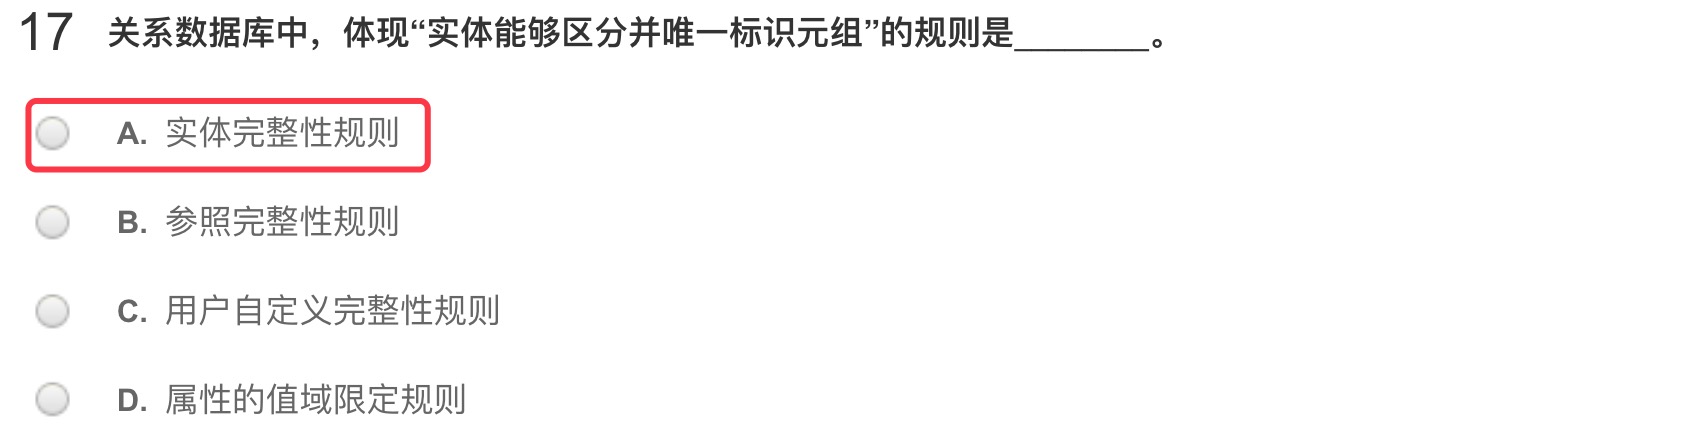 17 关系数据库中，体现“实体能够区分并唯一标识元组”的规则是________。
A. 实体完整性规则
B. 参照完整性规则
C. 用户自定义完整性规则
D. 属性的值域限定规则